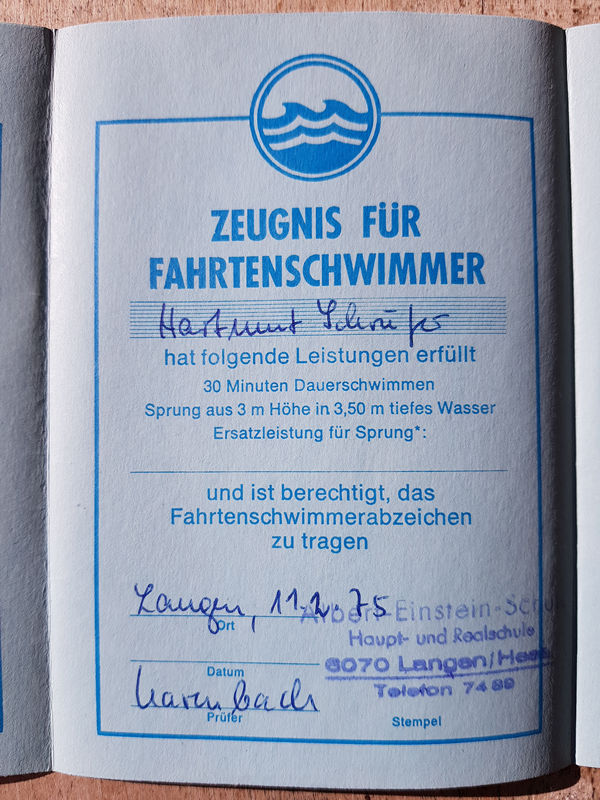 ZEUGNIS FÜR
FAHRTENSCHWIMMER
Hartmut
hat folgende Leistungen erfüllt
30 Minuten Dauerschwimmen
Sprung aus 3 m Höhe in 3,50 m tiefes Wasser
Ersatzleistung für Sprung*:
und ist berechtigt, das
Fahrtenschwimmerabzeichen
zu tragen
Langen, 11.2.75
Albert-Einstein-Schu
Ort
Haupt- und Realschule
6070 Langen/Hess
Datum
Telefon 7489
Prüfer
Stempel